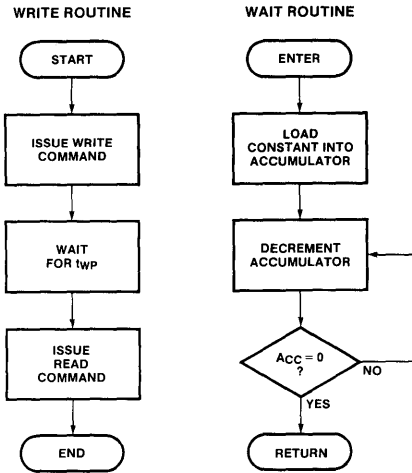 WRITE ROUTINE
START
ISSUE WRITE
COMMAND
WAIT
FOR tWP
ISSUE
READ
COMMAND
END
WAIT ROUTINE
ENTER
LOAD
CONSTANT INTO
ACCUMULATOR
DECREMENT
ACCUMULATOR
ACC = 0
?
NO
YES
RETURN